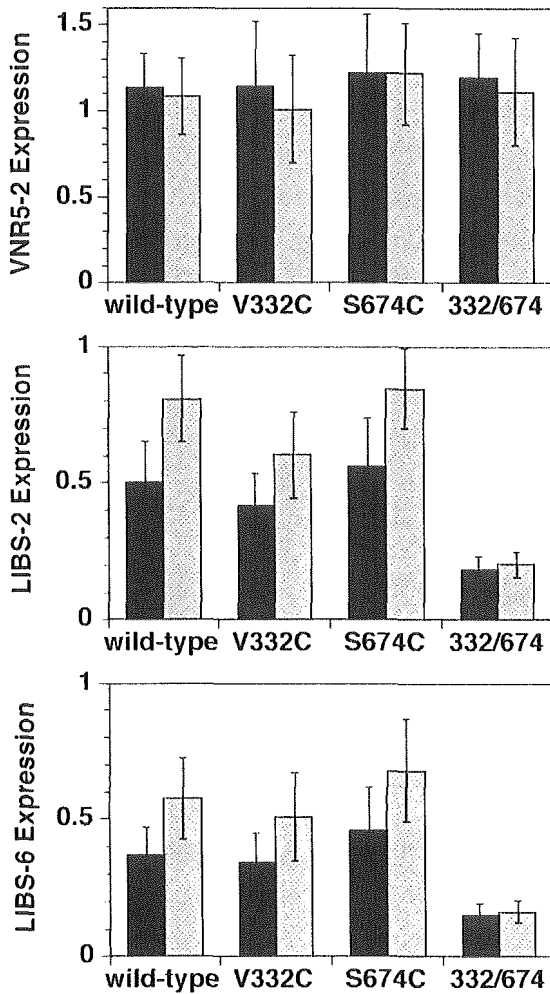 VNR5-2 Expression
1.5
1
0.5
0
wild-type V332C S674C 332/674
LIBS-2 Expression
1
0.5
0
wild-type V332C S674C 332/674
LIBS-6 Expression
1
0.5
0
wild-type V332C S674C 332/674